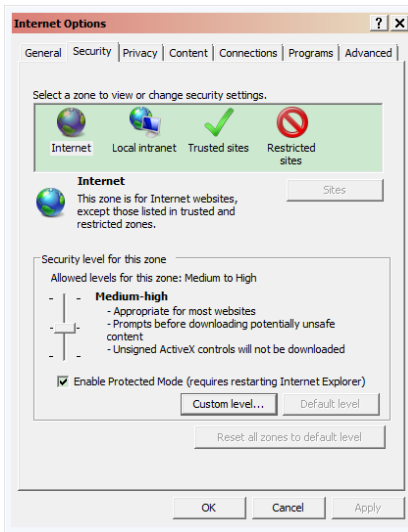 Internet Options
? X
General Security Privacy Content Connections Programs Advanced
Select a zone to view or change security settings.
Internet Local intranet Trusted sites Restricted
sites
Internet
Sites
This zone is for Internet websites,
except those listed in trusted and
restricted zones.
Security level for this zone
Allowed levels for this zone: Medium to High
Medium-high
- Appropriate for most websites
- Prompts before downloading potentially unsafe
content
- Unsigned ActiveX controls will not be downloaded
Enable Protected Mode (requires restarting Internet Explorer)
Custom level... Default level
Reset all zones to default level
OK Cancel Apply